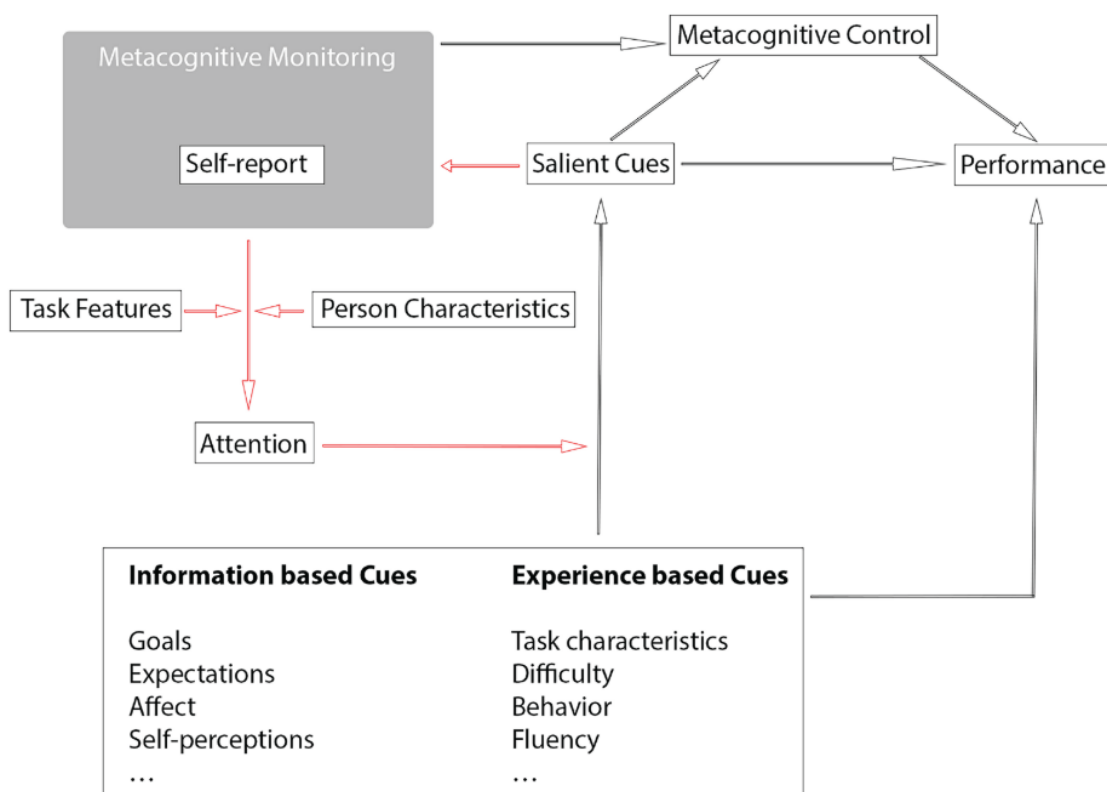 Metacognitive Monitoring
Metacognitive Control
Self-report
Salient Cues
Performance
Task Features
Person Characteristics
Attention
Information based Cues
Goals
Expectations
Affect
Self-perceptions
…
Experience based Cues
Task characteristics
Difficulty
Behavior
Fluency
…